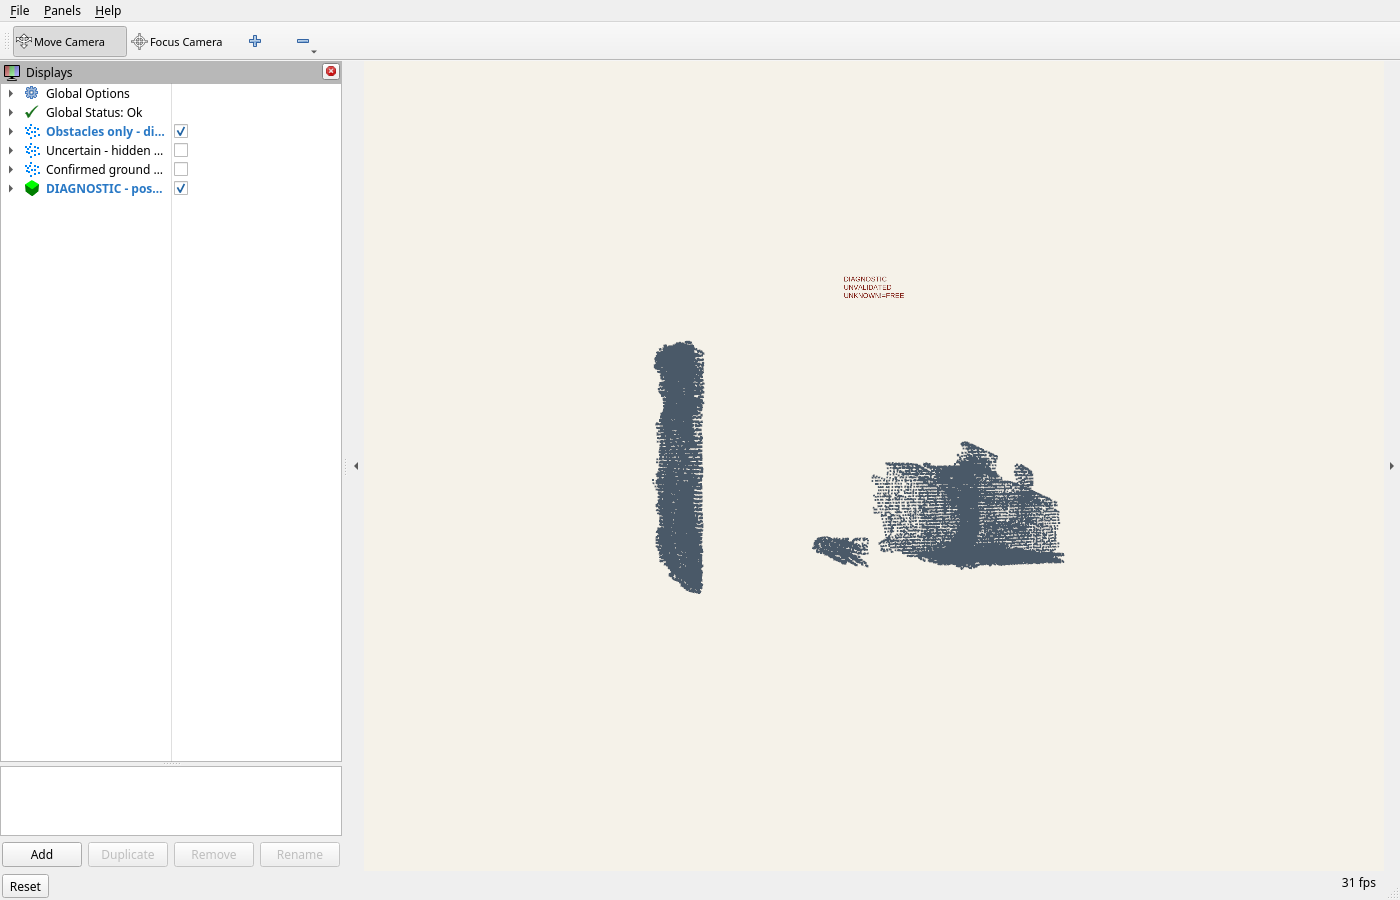 File Panels Help
Move Camera Focus Camera
Displays
Global Options
Global Status: Ok
Obstacles only - di...
Uncertain - hidden ...
Confirmed ground ...
DIAGNOSTIC - pos...
DIAGNOSTIC
UNVALIDATED
UNKNOWN!=FREE
Add Duplicate Remove Rename
Reset
31 fps